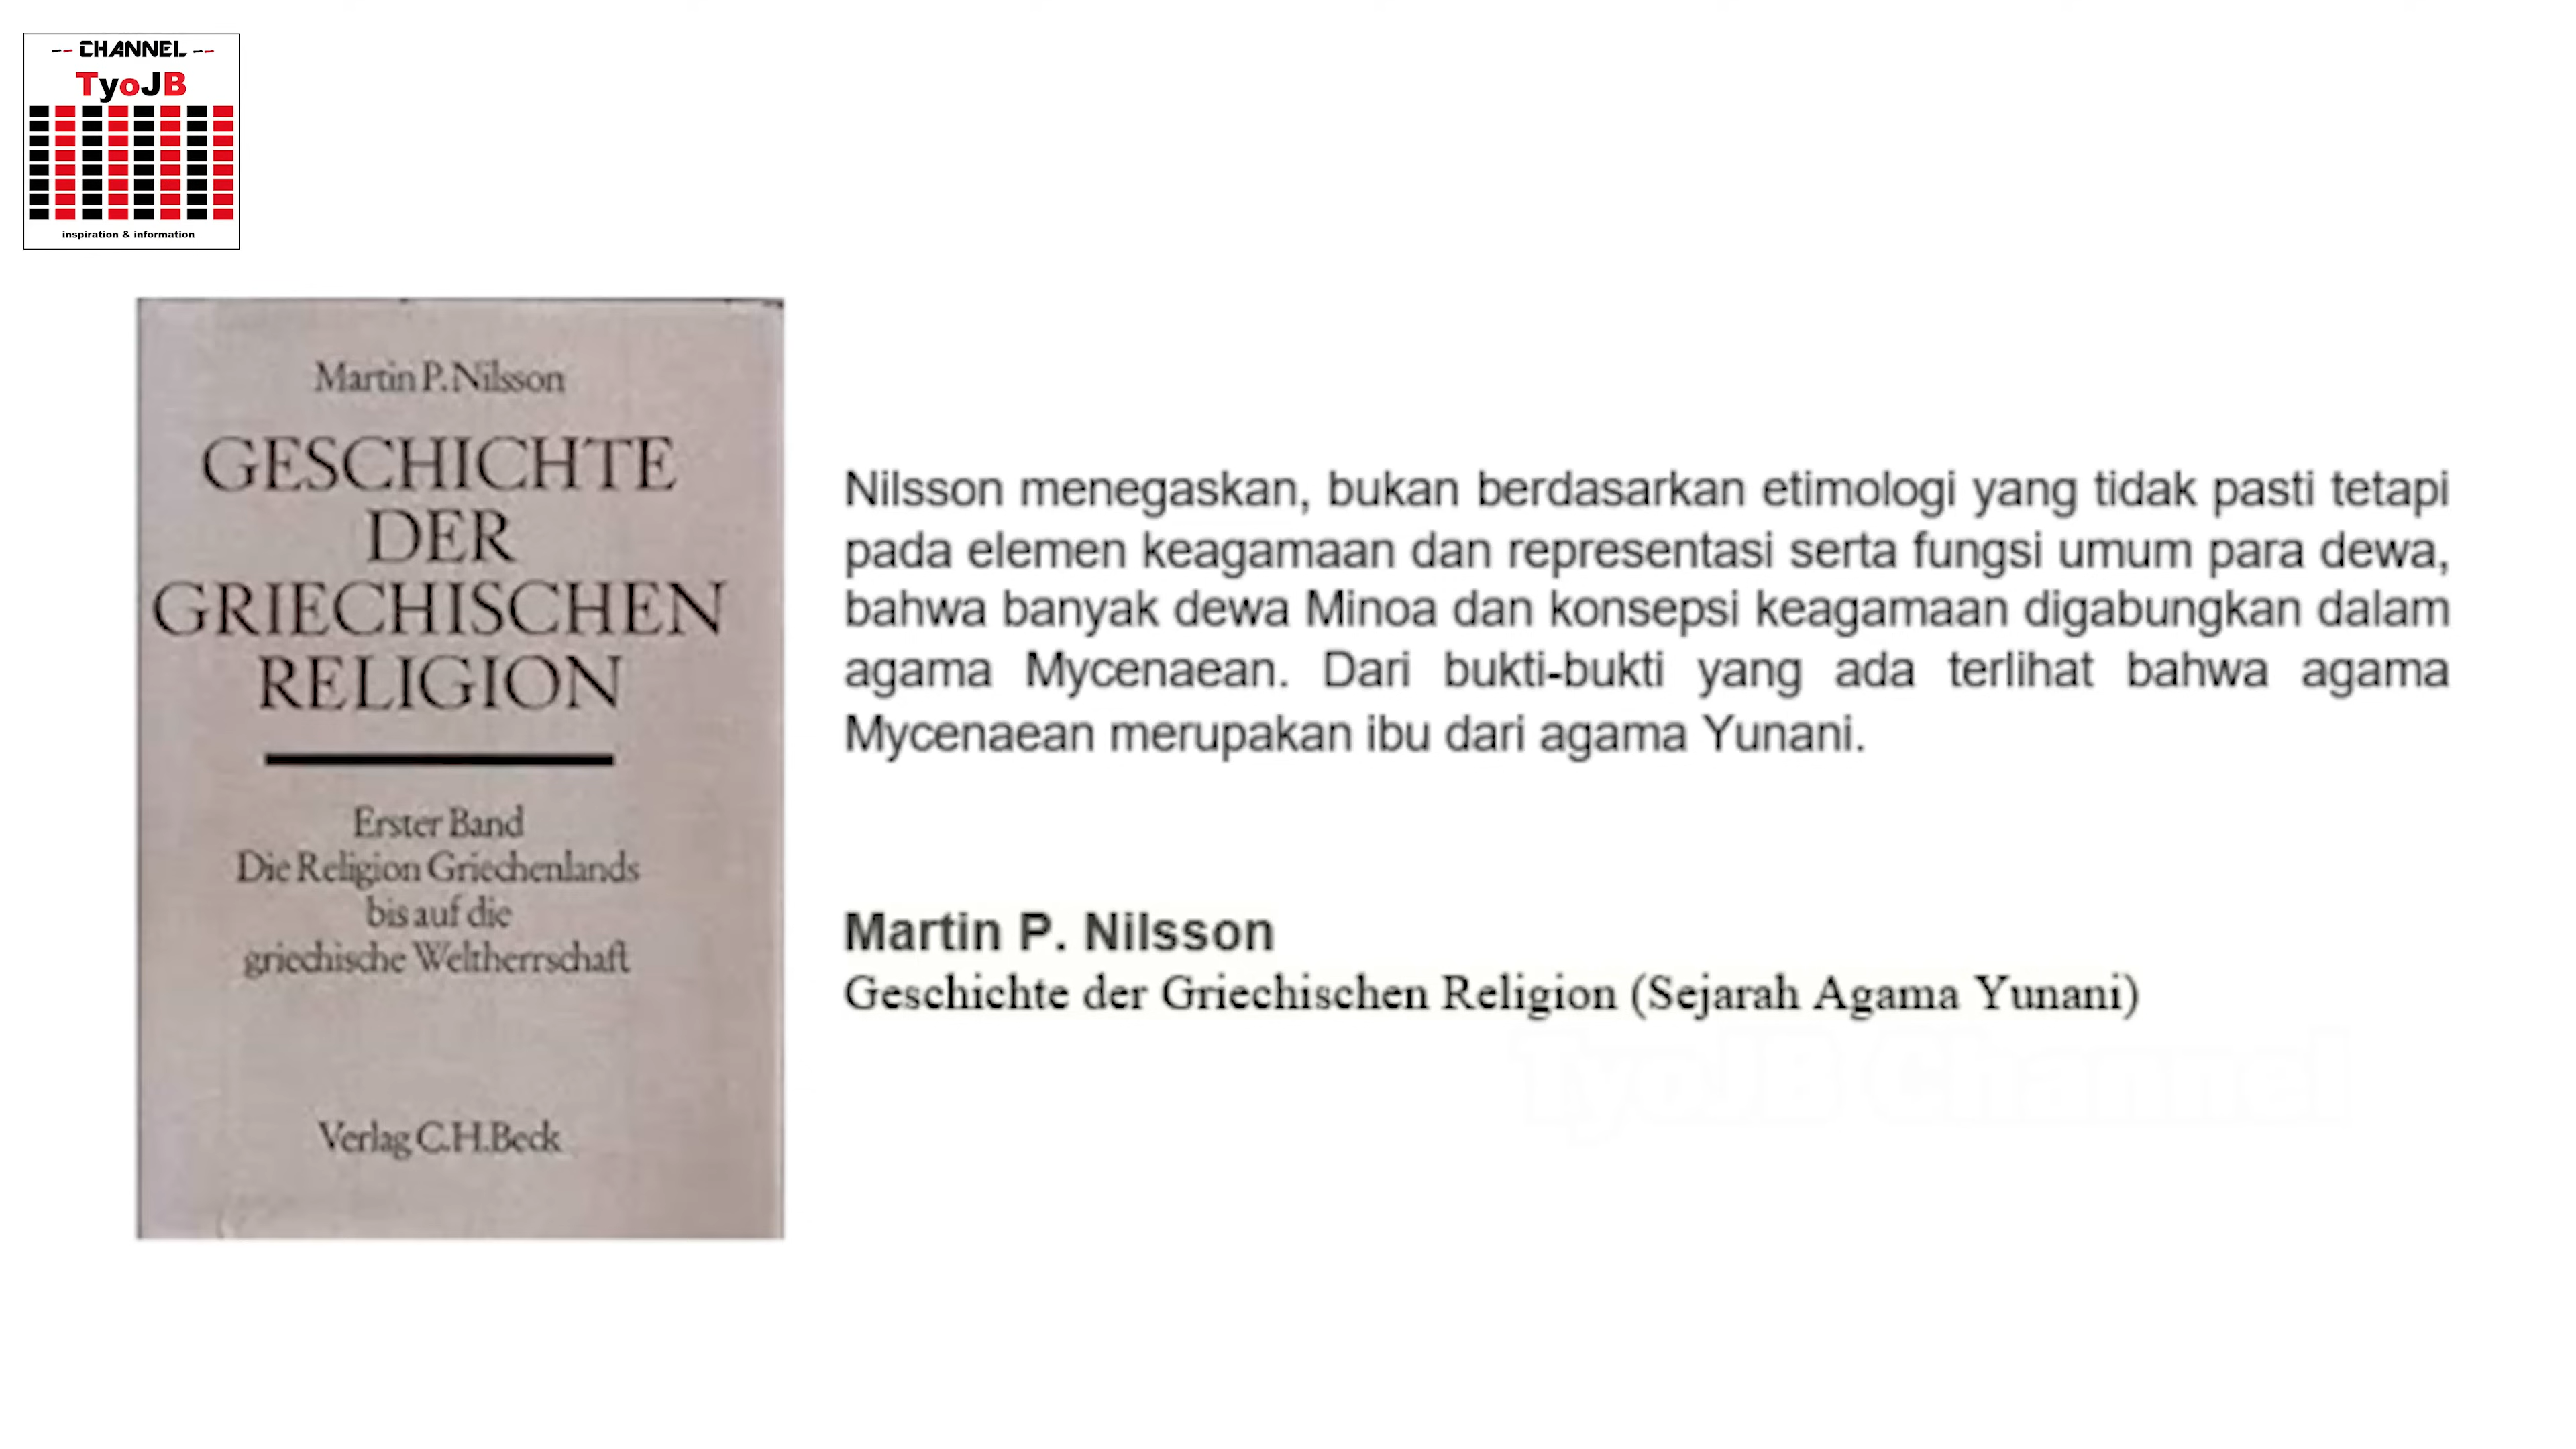 -- CHANNEL --
TyoJB
inspiration & information
Martin P. Nilsson
GESCHICHTE
DER
GRIECHISCHEN
RELIGION
Erster Band
Die Religion Griechenlands
bis auf die
griechische Weltherrschaft
Verlag C.H.Beck
Nilsson menegaskan, bukan berdasarkan etimologi yang tidak pasti tetapi
pada elemen keagamaan dan representasi serta fungsi umum para dewa,
bahwa banyak dewa Minoa dan konsepsi keagamaan digabungkan dalam
agama Mycenaean. Dari bukti-bukti yang ada terlihat bahwa agama
Mycenaean merupakan ibu dari agama Yunani.
Martin P. Nilsson
Geschichte der Griechischen Religion (Sejarah Agama Yunani)
TyoJB Channel